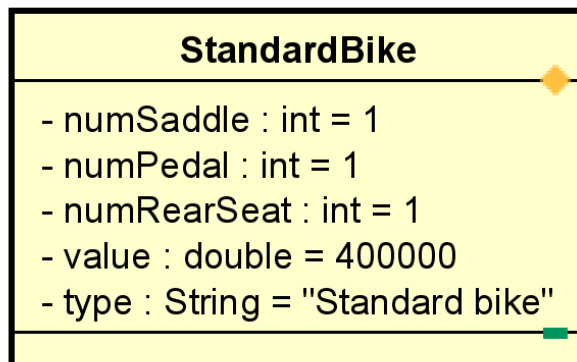 StandardBike
- numSaddle : int = 1
- numPedal : int = 1
- numRearSeat : int = 1
- value : double = 400000
- type : String = "Standard bike"